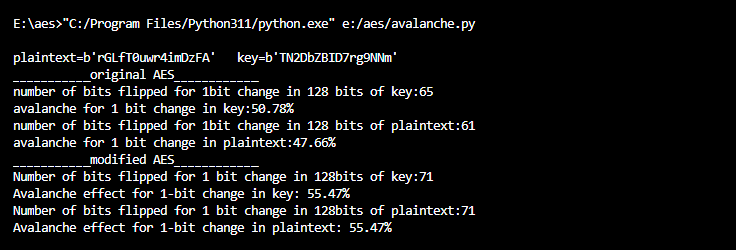 E:\aes>"C:/Program Files/Python311/python.exe" e:/aes/avalanche.py
plaintext=b'rGLfT0uwr4imDzFA' key=b'TN2DbZBID7rg9NNm'
___________original AES____________
number of bits flipped for 1bit change in 128 bits of key:65
avalanche for 1 bit change in key:50.78%
number of bits flipped for 1bit change in 128 bits of plaintext:61
avalanche for 1 bit change in plaintext:47.66%
___________modified AES____________
Number of bits flipped for 1 bit change in 128bits of key:71
Avalanche effect for 1-bit change in key: 55.47%
Number of bits flipped for 1 bit change in 128bits of plaintext:71
Avalanche effect for 1-bit change in plaintext: 55.47%